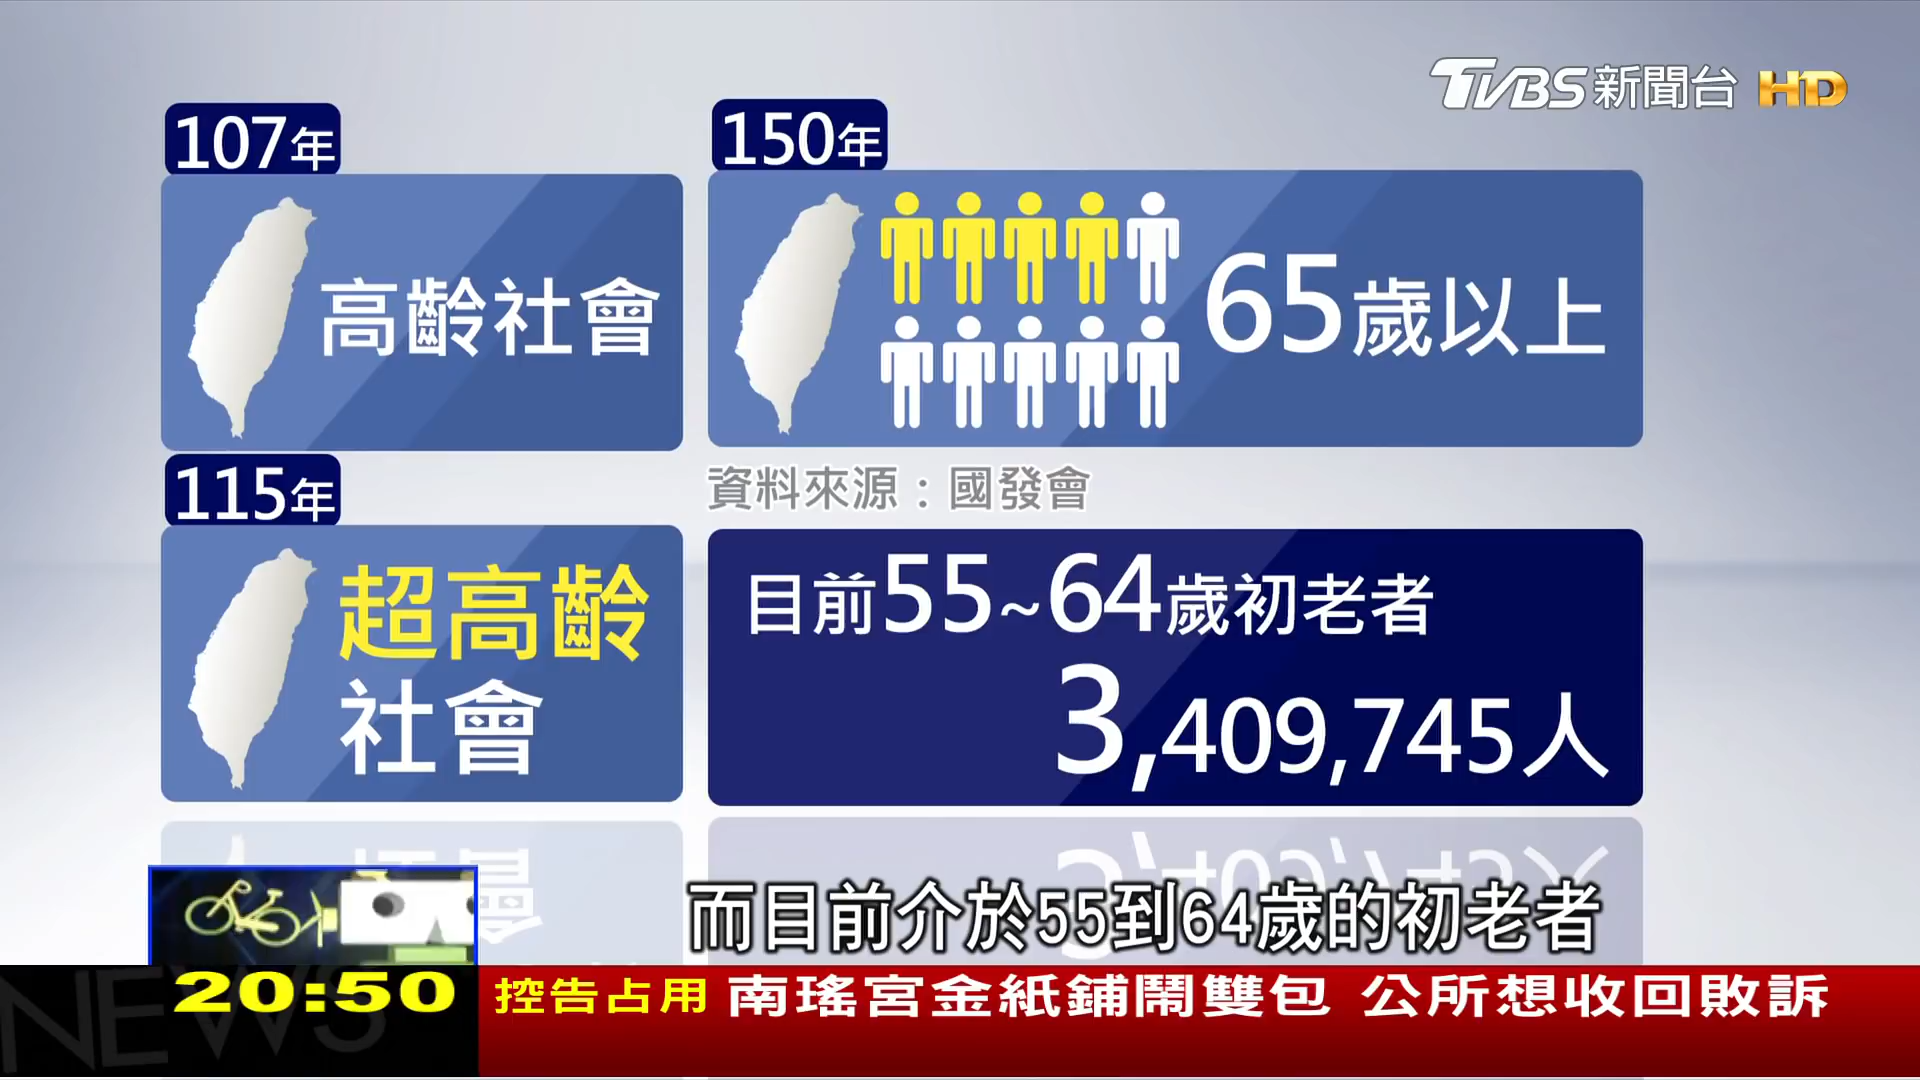 TVBS新聞台 HD
107年
高齡社會
150年
65歲以上
115年
超高齡
社會
資料來源：國發會
目前55~64歲初老者
3,409,745人
而目前介於55到64歲的初老者
NEWS
20:50
控告占用 南瑤宮金紙鋪鬧雙包 公所想收回敗訴